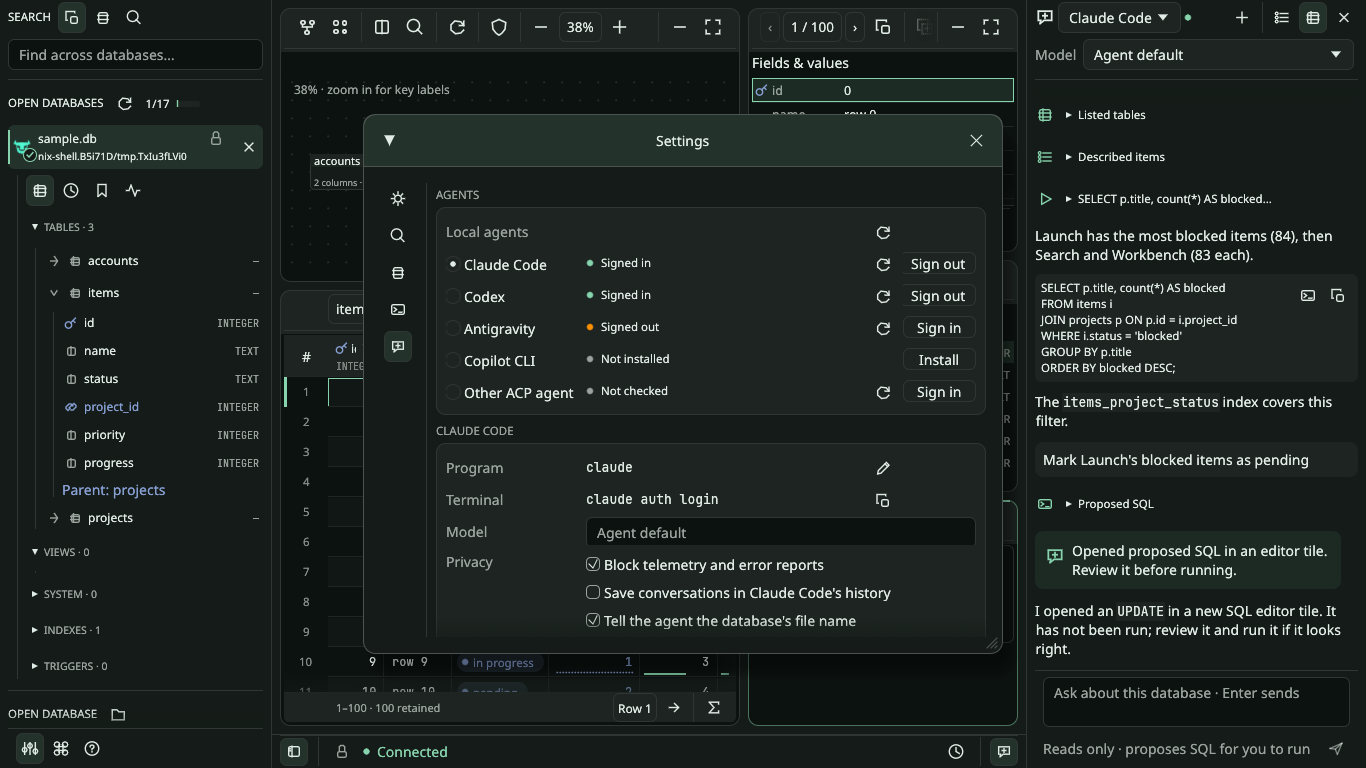 SEARCH
Find across databases...
OPEN DATABASES 1/17
sample.db
nix-shell.B5i71D/tmp.TxIu3fLVi0
TABLES · 3
accounts –
items –
id INTEGER
name TEXT
status TEXT
project_id INTEGER
priority INTEGER
progress INTEGER
Parent: projects
projects –
VIEWS · 0
SYSTEM · 0
INDEXES · 1
TRIGGERS · 0
OPEN DATABASE
38%
38% · zoom in for key labels
accounts
2 columns ·
1 / 100
Fields & values
id 0
Settings
AGENTS
Local agents
Claude Code Signed in Sign out
Codex Signed in Sign out
Antigravity Signed out Sign in
Copilot CLI Not installed Install
Other ACP agent Not checked Sign in
CLAUDE CODE
Program claude
Terminal claude auth login
Model Agent default
Privacy
Block telemetry and error reports
Save conversations in Claude Code's history
Tell the agent the database's file name
#
1
2
3
4
5
6
7
8
9
10 9 row 9 in progress 1 3
11 10 row 10 pending 2 4
1–100 · 100 retained
Row 1
Connected
Claude Code
Model Agent default
Listed tables
Described items
SELECT p.title, count(*) AS blocked...
Launch has the most blocked items (84), then
Search and Workbench (83 each).
SELECT p.title, count(*) AS blocked
FROM items i
JOIN projects p ON p.id = i.project_id
WHERE i.status = 'blocked'
GROUP BY p.title
ORDER BY blocked DESC;
The items_project_status index covers this
filter.
Mark Launch's blocked items as pending
Proposed SQL
Opened proposed SQL in an editor tile.
Review it before running.
I opened an UPDATE in a new SQL editor tile. It
has not been run; review it and run it if it looks
right.
Ask about this database · Enter sends
Reads only · proposes SQL for you to run